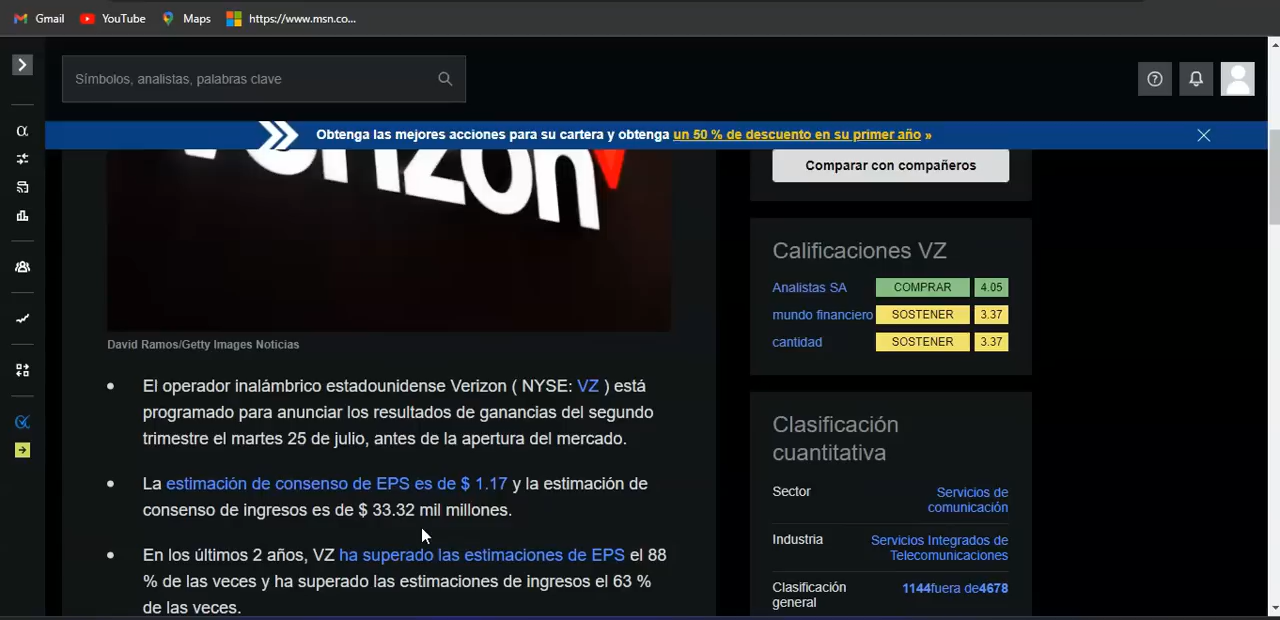 Gmail
YouTube
Maps
https://www.msn.co...
Símbolos, analistas, palabras clave
Obtenga las mejores acciones para su cartera y obtenga un 50 % de descuento en su primer año »
verizon
Comparar con compañeros
David Ramos/Getty Images Noticias
El operador inalámbrico estadounidense Verizon ( NYSE: VZ ) está
programado para anunciar los resultados de ganancias del segundo
trimestre el martes 25 de julio, antes de la apertura del mercado.
La estimación de consenso de EPS es de $ 1.17 y la estimación de
consenso de ingresos es de $ 33.32 mil millones.
En los últimos 2 años, VZ ha superado las estimaciones de EPS el 88
% de las veces y ha superado las estimaciones de ingresos el 63 %
de las veces.
Calificaciones VZ
Analistas SA COMPRAR 4.05
mundo financiero SOSTENER 3.37
cantidad SOSTENER 3.37
Clasificación
cuantitativa
Sector Servicios de
comunicación
Industria Servicios Integrados de
Telecomunicaciones
Clasificación
general 1144fuera de4678